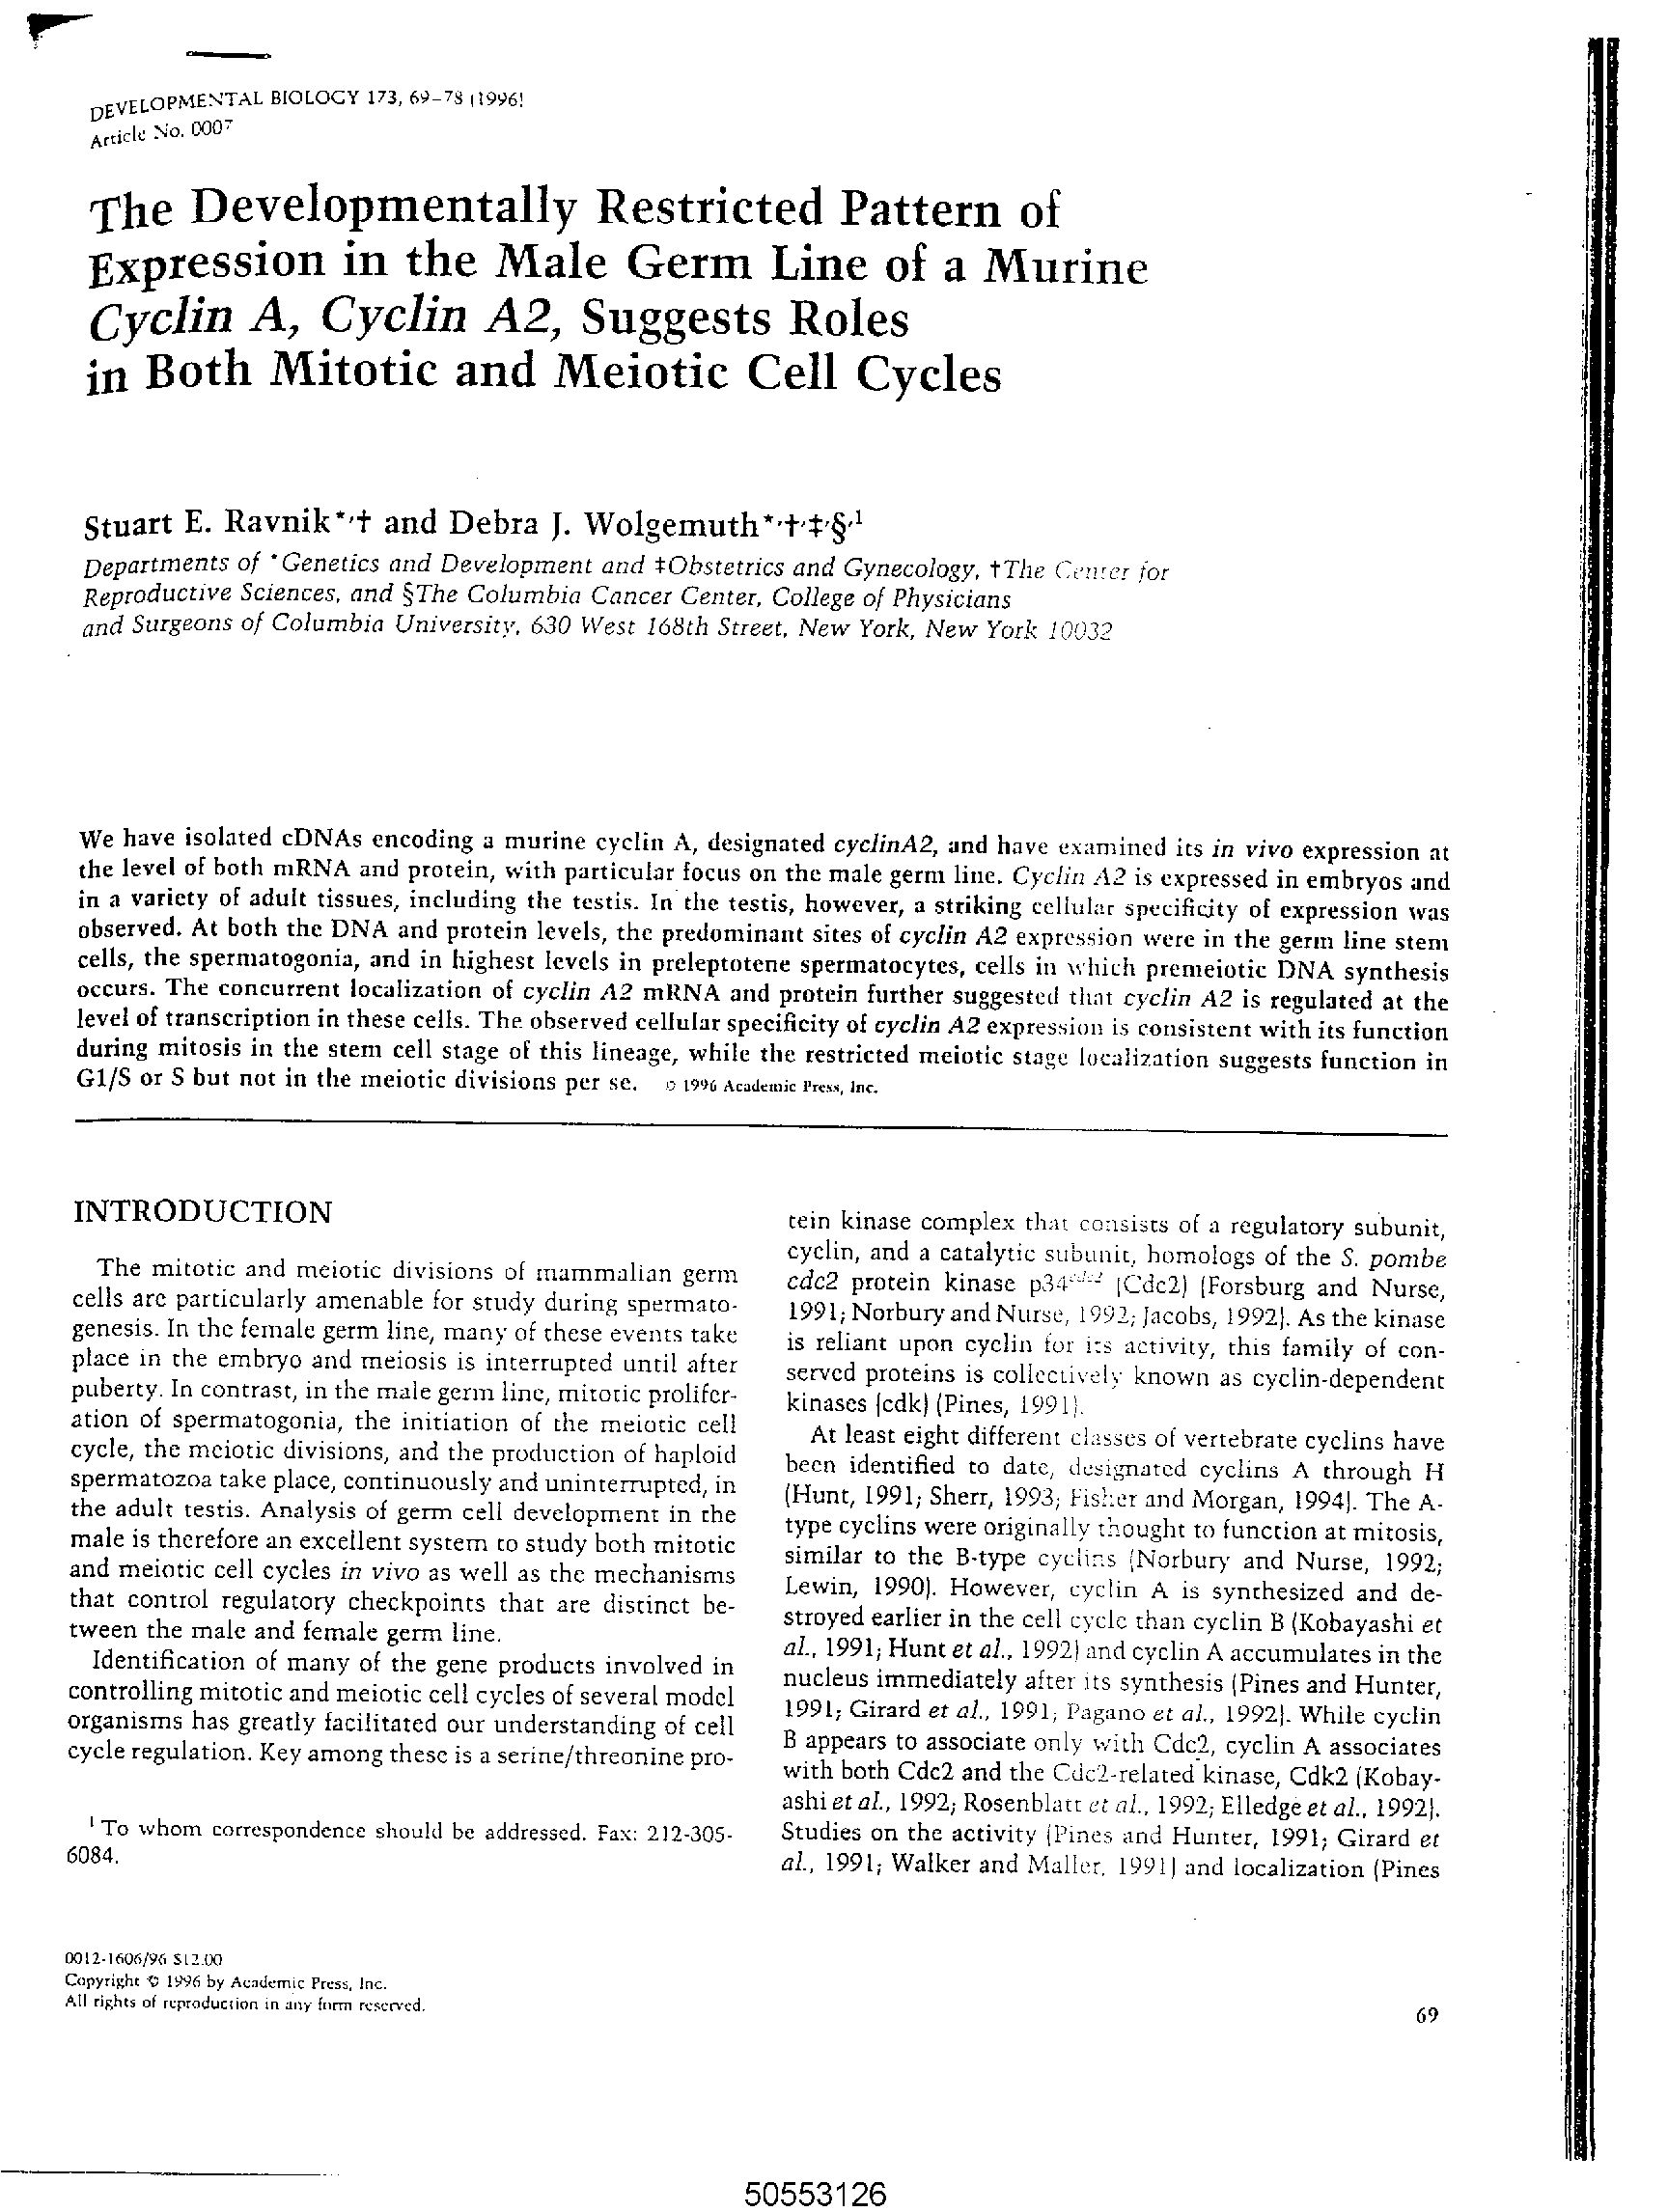 DEVELOPMENTAL BIOLOGY 173, 69–78 (1996)
Article No. 0007
The Developmentally Restricted Pattern of
Expression in the Male Germ Line of a Murine
Cyclin A, Cyclin A2, Suggests Roles
in Both Mitotic and Meiotic Cell Cycles
Stuart E. Ravnik*,† and Debra J. Wolgemuth*,†,‡,§,1
Departments of *Genetics and Development and ‡Obstetrics and Gynecology, †The Center for
Reproductive Sciences, and §The Columbia Cancer Center, College of Physicians
and Surgeons of Columbia University, 630 West 168th Street, New York, New York 10032
We have isolated cDNAs encoding a murine cyclin A, designated cyclinA2, and have examined its in vivo expression at
the level of both mRNA and protein, with particular focus on the male germ line. Cyclin A2 is expressed in embryos and
in a variety of adult tissues, including the testis. In the testis, however, a striking cellular specificity of expression was
observed. At both the DNA and protein levels, the predominant sites of cyclin A2 expression were in the germ line stem
cells, the spermatogonia, and in highest levels in preleptotene spermatocytes, cells in which premeiotic DNA synthesis
occurs. The concurrent localization of cyclin A2 mRNA and protein further suggested that cyclin A2 is regulated at the
level of transcription in these cells. The observed cellular specificity of cyclin A2 expression is consistent with its function
during mitosis in the stem cell stage of this lineage, while the restricted meiotic stage localization suggests function in
G1/S or S but not in the meiotic divisions per se. © 1996 Academic Press, Inc.
INTRODUCTION
The mitotic and meiotic divisions of mammalian germ
cells are particularly amenable for study during spermato-
genesis. In the female germ line, many of these events take
place in the embryo and meiosis is interrupted until after
puberty. In contrast, in the male germ line, mitotic prolifer-
ation of spermatogonia, the initiation of the meiotic cell
cycle, the meiotic divisions, and the production of haploid
spermatozoa take place, continuously and uninterrupted, in
the adult testis. Analysis of germ cell development in the
male is therefore an excellent system to study both mitotic
and meiotic cell cycles in vivo as well as the mechanisms
that control regulatory checkpoints that are distinct be-
tween the male and female germ line.
Identification of many of the gene products involved in
controlling mitotic and meiotic cell cycles of several model
organisms has greatly facilitated our understanding of cell
cycle regulation. Key among these is a serine/threonine pro-
1 To whom correspondence should be addressed. Fax: 212-305-
6084.
tein kinase complex that consists of a regulatory subunit,
cyclin, and a catalytic subunit, homologs of the S. pombe
cdc2 protein kinase p34cdc2 (Cdc2) (Forsburg and Nurse,
1991; Norbury and Nurse, 1992; Jacobs, 1992). As the kinase
is reliant upon cyclin for its activity, this family of con-
served proteins is collectively known as cyclin-dependent
kinases (cdk) (Pines, 1991).
At least eight different classes of vertebrate cyclins have
been identified to date, designated cyclins A through H
(Hunt, 1991; Sherr, 1993; Fisher and Morgan, 1994). The A-
type cyclins were originally thought to function at mitosis,
similar to the B-type cyclins (Norbury and Nurse, 1992;
Lewin, 1990). However, cyclin A is synthesized and de-
stroyed earlier in the cell cycle than cyclin B (Kobayashi et
al., 1991; Hunt et al., 1992) and cyclin A accumulates in the
nucleus immediately after its synthesis (Pines and Hunter,
1991; Girard et al., 1991; Pagano et al., 1992). While cyclin
B appears to associate only with Cdc2, cyclin A associates
with both Cdc2 and the Cdc2-related kinase, Cdk2 (Kobay-
ashi et al., 1992; Rosenblatt et al., 1992; Elledge et al., 1992).
Studies on the activity (Pines and Hunter, 1991; Girard et
al., 1991; Walker and Maller, 1991) and localization (Pines
0012-1606/96 $12.00
Copyright © 1996 by Academic Press, Inc.
All rights of reproduction in any form reserved.
69
50553126